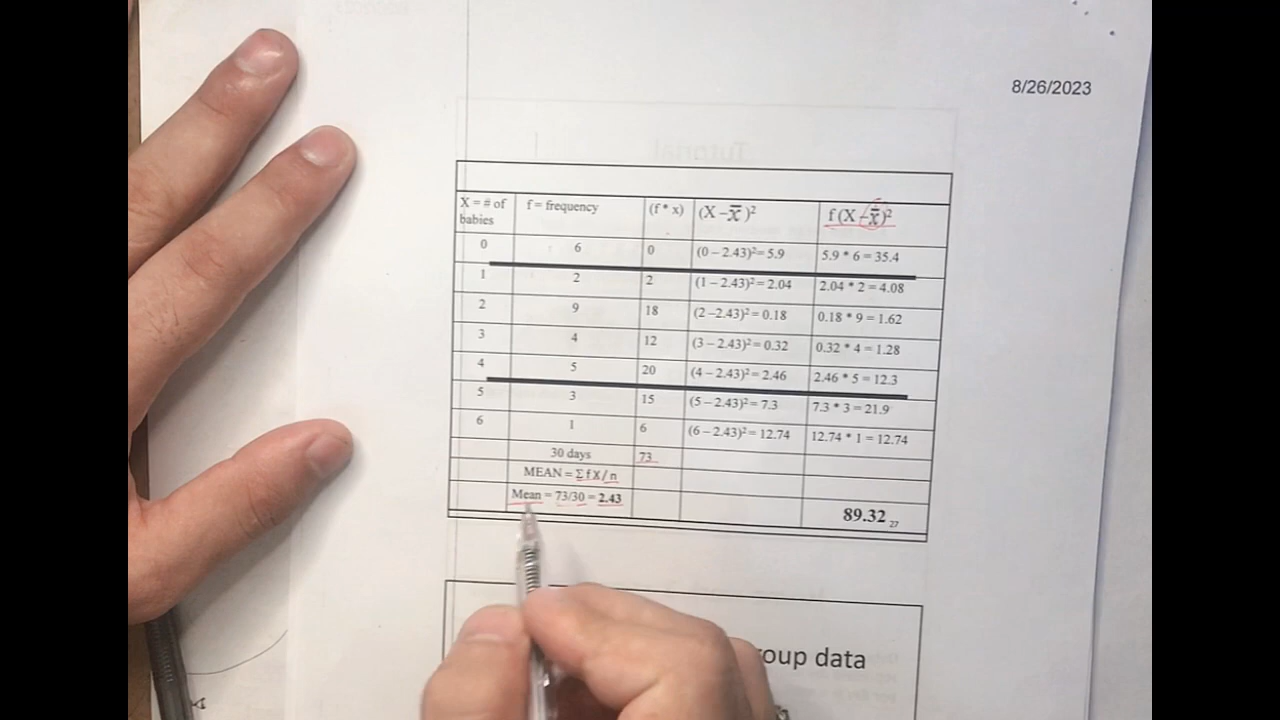 8/26/2023
X = # of babies f = frequency (f * x) (X – x̅ )² f (X – x̅)²
0 6 0 (0 – 2.43)² = 5.9 5.9 * 6 = 35.4
1 2 2 (1 – 2.43)² = 2.04 2.04 * 2 = 4.08
2 9 18 (2 – 2.43)² = 0.18 0.18 * 9 = 1.62
3 4 12 (3 – 2.43)² = 0.32 0.32 * 4 = 1.28
4 5 20 (4 – 2.43)² = 2.46 2.46 * 5 = 12.3
5 3 15 (5 – 2.43)² = 7.3 7.3 * 3 = 21.9
6 1 6 (6 – 2.43)² = 12.74 12.74 * 1 = 12.74
30 days 73
MEAN = Σ f X / n
Mean = 73/30 = 2.43
89.32 27
data